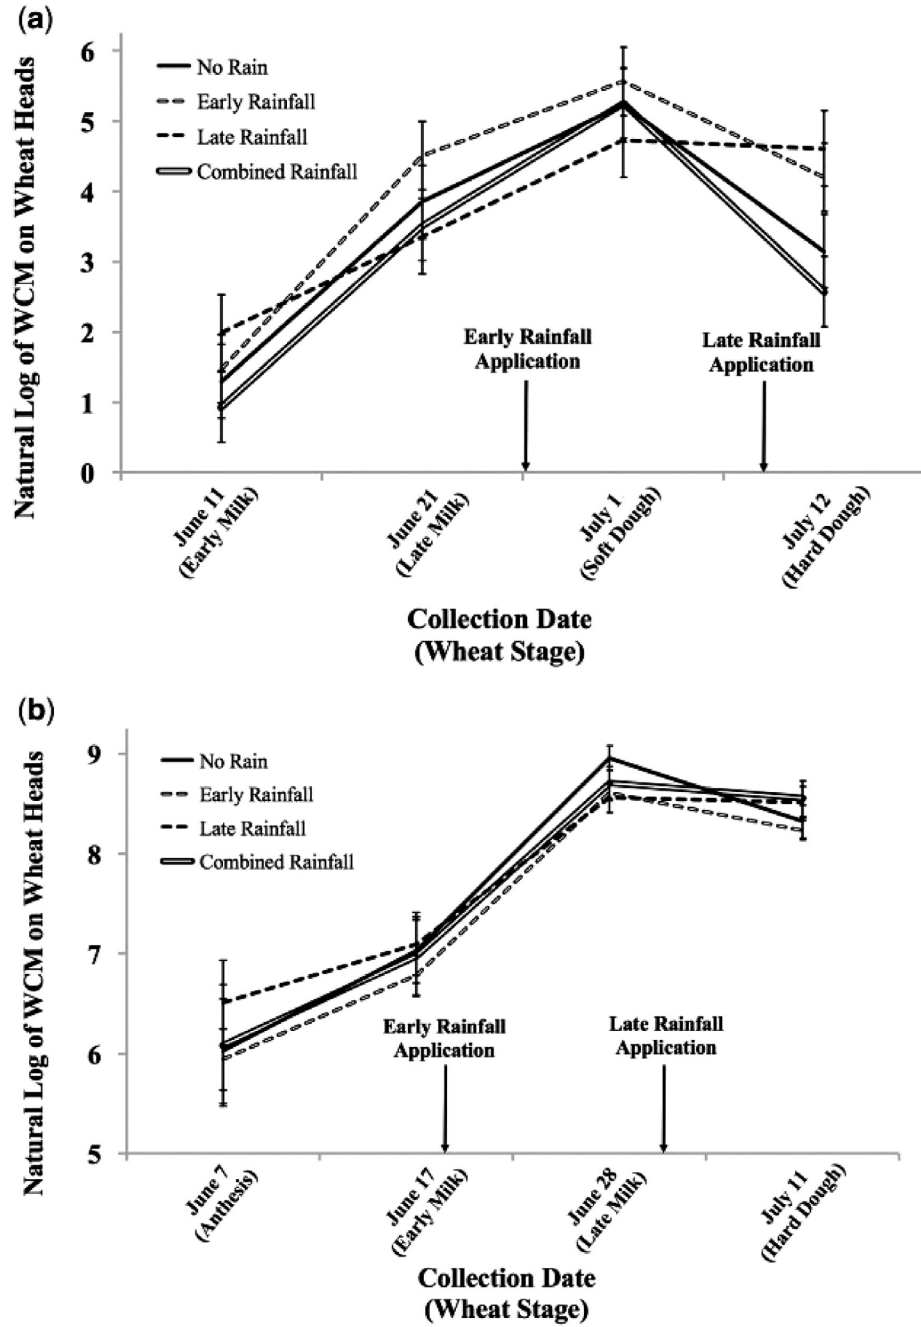 (a)
Natural Log of WCM on Wheat Heads
6
5
4
3
2
1
0
No Rain
Early Rainfall
Late Rainfall
Combined Rainfall
Early Rainfall
Application
Late Rainfall
Application
June 11
(Early Milk)
June 21
(Late Milk)
July 1
(Soft Dough)
July 12
(Hard Dough)
Collection Date
(Wheat Stage)
(b)
Natural Log of WCM on Wheat Heads
9
8
7
6
5
No Rain
Early Rainfall
Late Rainfall
Combined Rainfall
Early Rainfall
Application
Late Rainfall
Application
June 7
(Anthesis)
June 17
(Early Milk)
June 28
(Late Milk)
July 11
(Hard Dough)
Collection Date
(Wheat Stage)